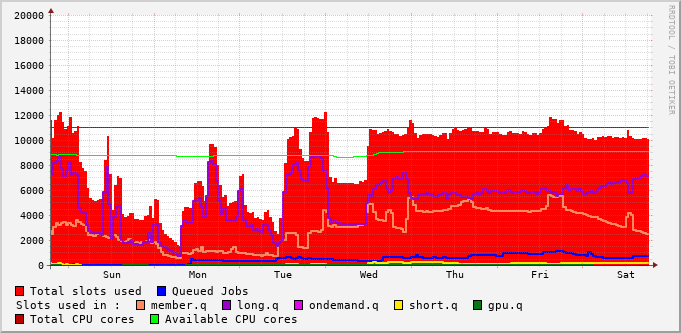 20000
18000
16000
14000
12000
10000
8000
6000
4000
2000
0
Sun Mon Tue Wed Thu Fri Sat
Total slots used Queued Jobs
Slots used in : member.q long.q ondemand.q short.q gpu.q
Total CPU cores Available CPU cores
RRDTOOL / TOBI OETIKER